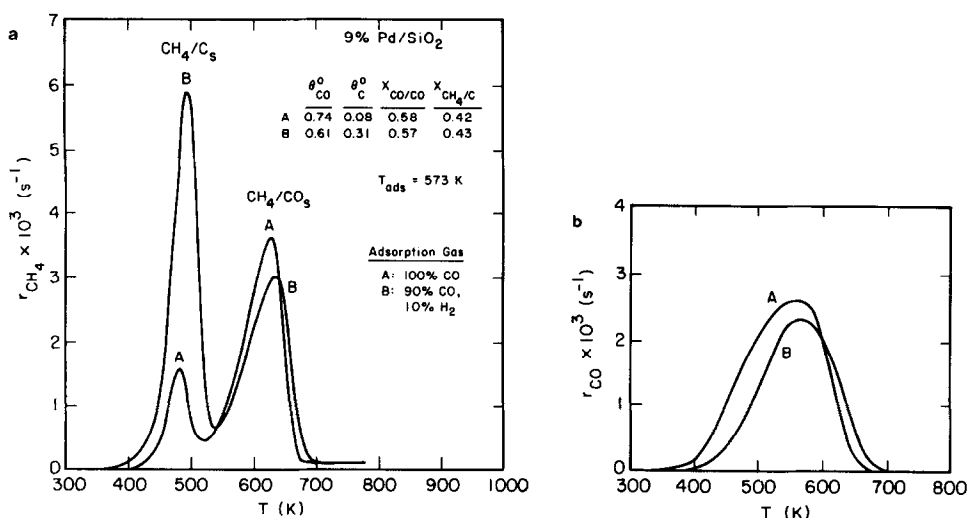 a
9% Pd/SiO₂
CH₄/Cₛ
B
θ°CO θ°C XCO/CO XCH₄/C
A 0.74 0.08 0.58 0.42
B 0.61 0.31 0.57 0.43
Tads = 573 K
CH₄/COₛ
A
B
A
Adsorption Gas
A: 100% CO
B: 90% CO,
10% H₂
7
6
5
4
3
2
1
0
rCH₄ × 10³ (s⁻¹)
300 400 500 600 700 800 900 1000
T (K)
b
A
B
3
2
1
0
rCO × 10³ (s⁻¹)
300 400 500 600 700 800
T (K)